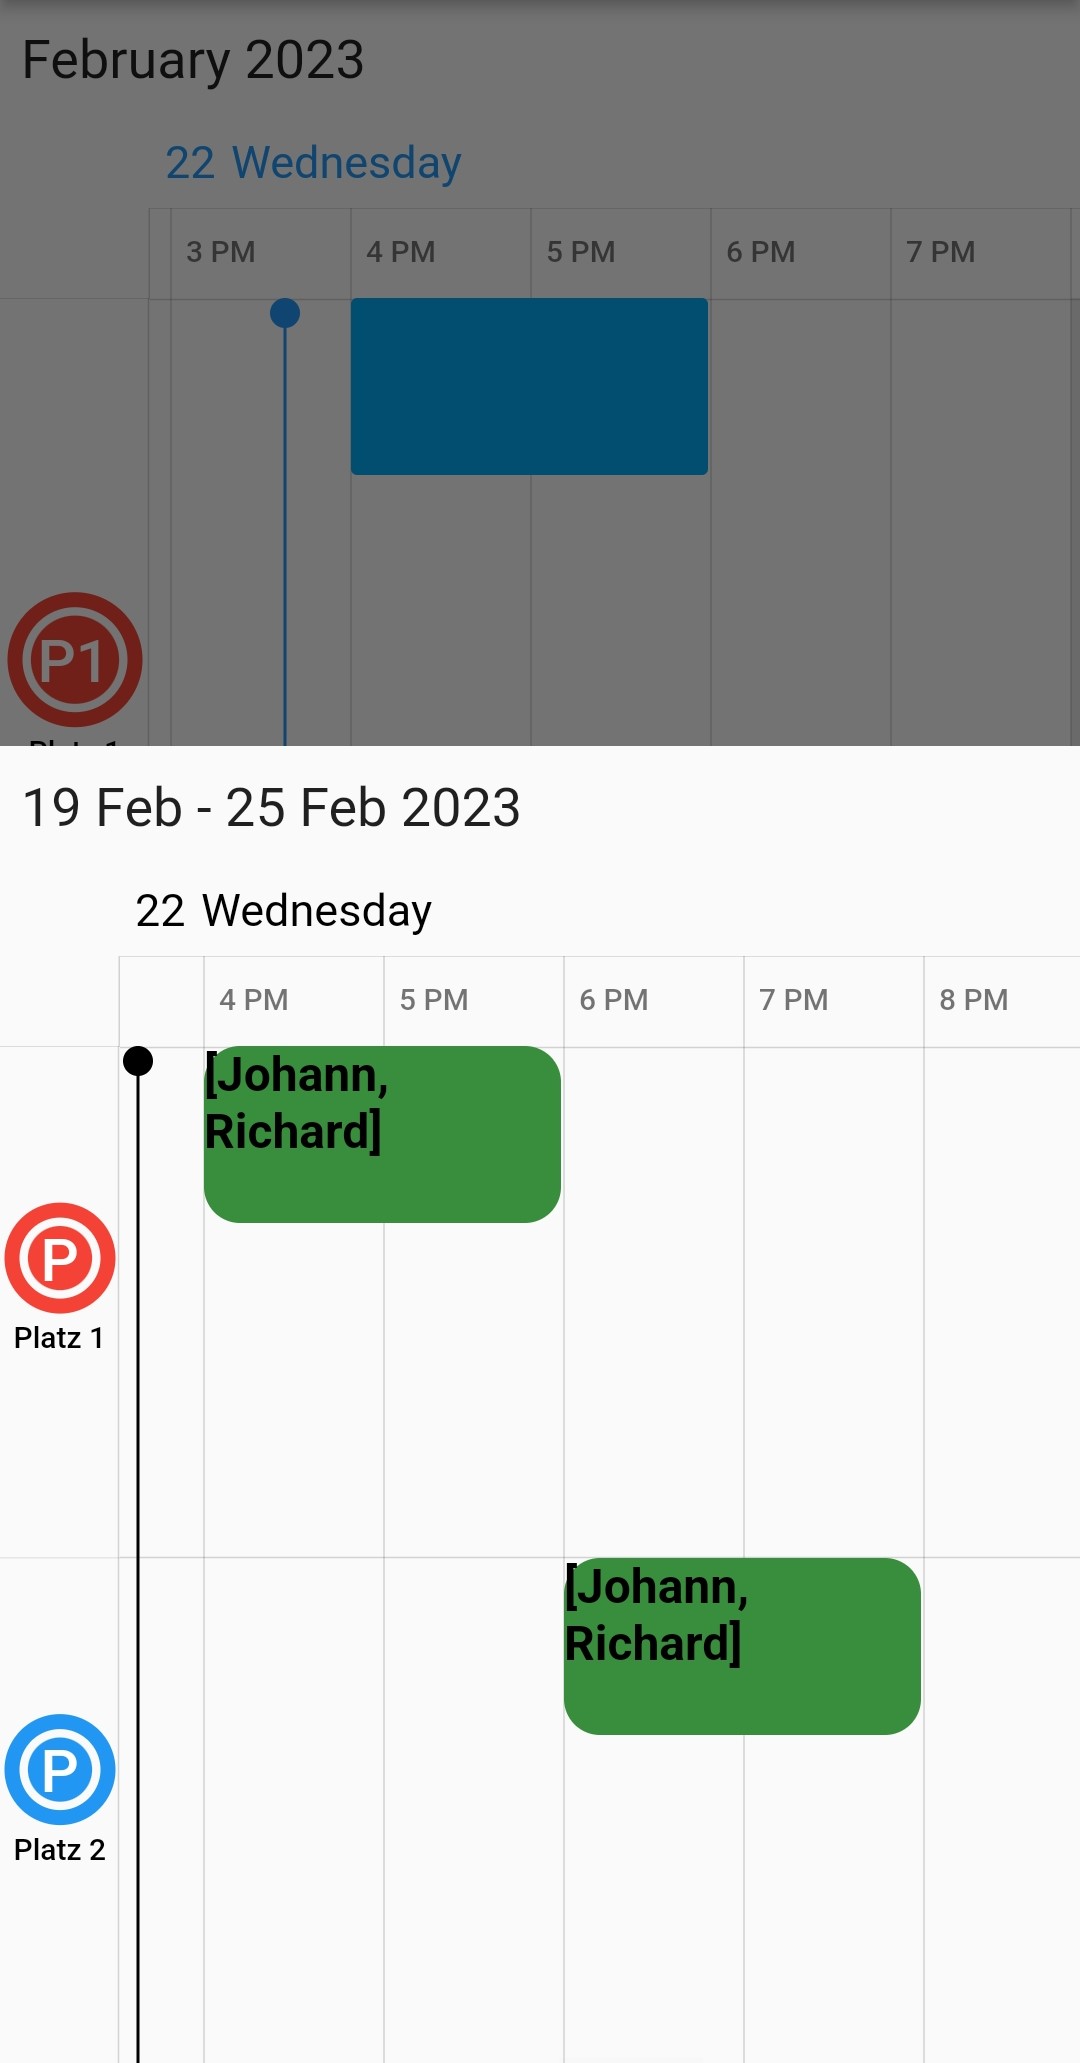 February 2023
22 Wednesday
3 PM 4 PM 5 PM 6 PM 7 PM
P1
Platz 1
19 Feb - 25 Feb 2023
22 Wednesday
4 PM 5 PM 6 PM 7 PM 8 PM
[Johann,
Richard]
P
Platz 1
[Johann,
Richard]
P
Platz 2